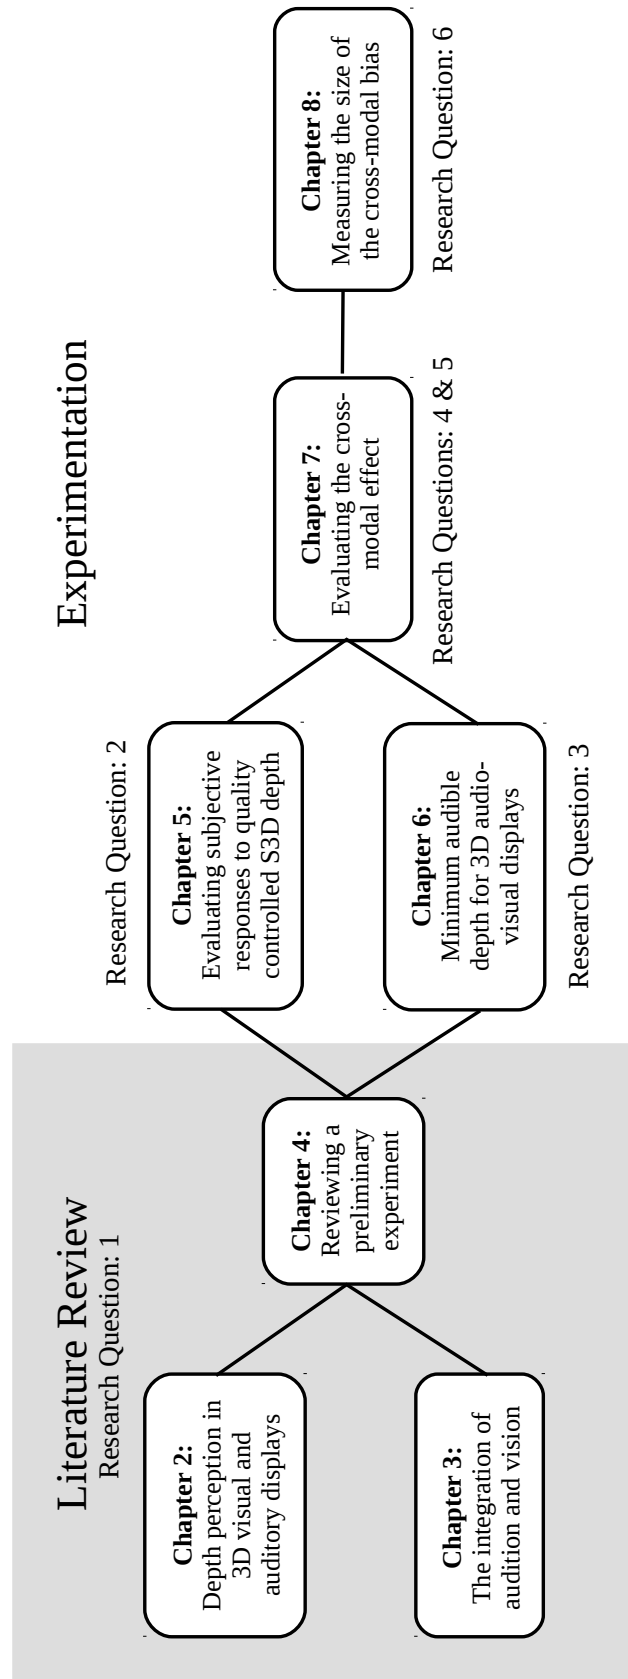 Literature Review
Research Question: 1
Chapter 2:
Depth perception in
3D visual and
auditory displays
Chapter 3:
The integration of
audition and vision
Chapter 4:
Reviewing a
preliminary
experiment
Experimentation
Research Question: 2
Chapter 5:
Evaluating subjective
responses to quality
controlled S3D depth
Chapter 6:
Minimum audible
depth for 3D audio-
visual displays
Research Question: 3
Chapter 7:
Evaluating the cross-
modal effect
Research Questions: 4 & 5
Chapter 8:
Measuring the size of
the cross-modal bias
Research Question: 6